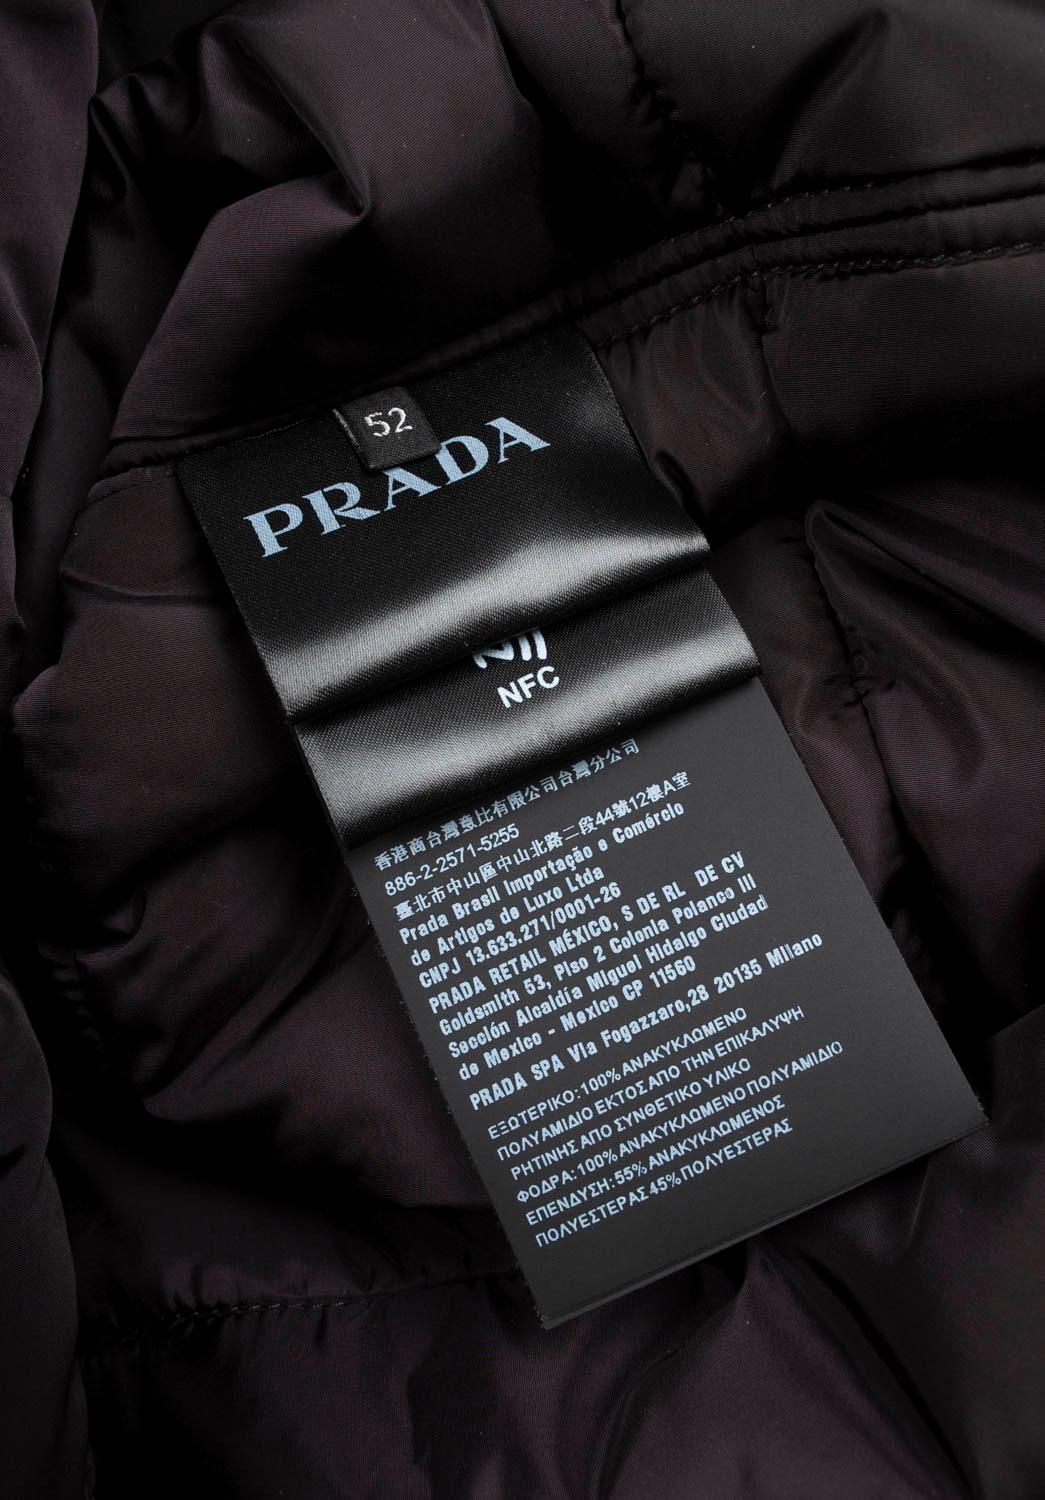 52
PRADA
NFC
香港商台灣普比有限公司台灣分公司
886-2-2571-5255
臺北市中山區中山北路二段44號12樓A室
Prada Brasil Importação e Comércio
de Artigos de Luxo Ltda
CNPJ 13.633.271/0001-26
PRADA RETAIL MÉXICO, S DE RL DE CV
Goldsmith 53, Piso 2 Colonia Polanco III
Sección Alcaldía Miguel Hidalgo Ciudad
de Mexico - Mexico CP 11560
PRADA SPA Via Fogazzaro,28 20135 Milano
ΕΞΩΤΕΡΙΚΟ: 100% ΑΝΑΚΥΚΛΩΜΕΝΟ
ΠΟΛΥΑΜΙΔΙΟ ΕΚΤΟΣ ΑΠΟ ΤΗΝ ΕΠΙΚΑΛΥΨΗ
ΡΗΤΙΝΗΣ ΑΠΟ ΣΥΝΘΕΤΙΚΟ ΥΛΙΚΟ
ΦΟΔΡΑ: 100% ΑΝΑΚΥΚΛΩΜΕΝΟ ΠΟΛΥΑΜΙΔΙΟ
ΕΠΕΝΔΥΣΗ: 55% ΑΝΑΚΥΚΛΩΜΕΝΟΣ
ΠΟΛΥΕΣΤΕΡΑΣ 45% ΠΟΛΥΕΣΤΕΡΑΣ